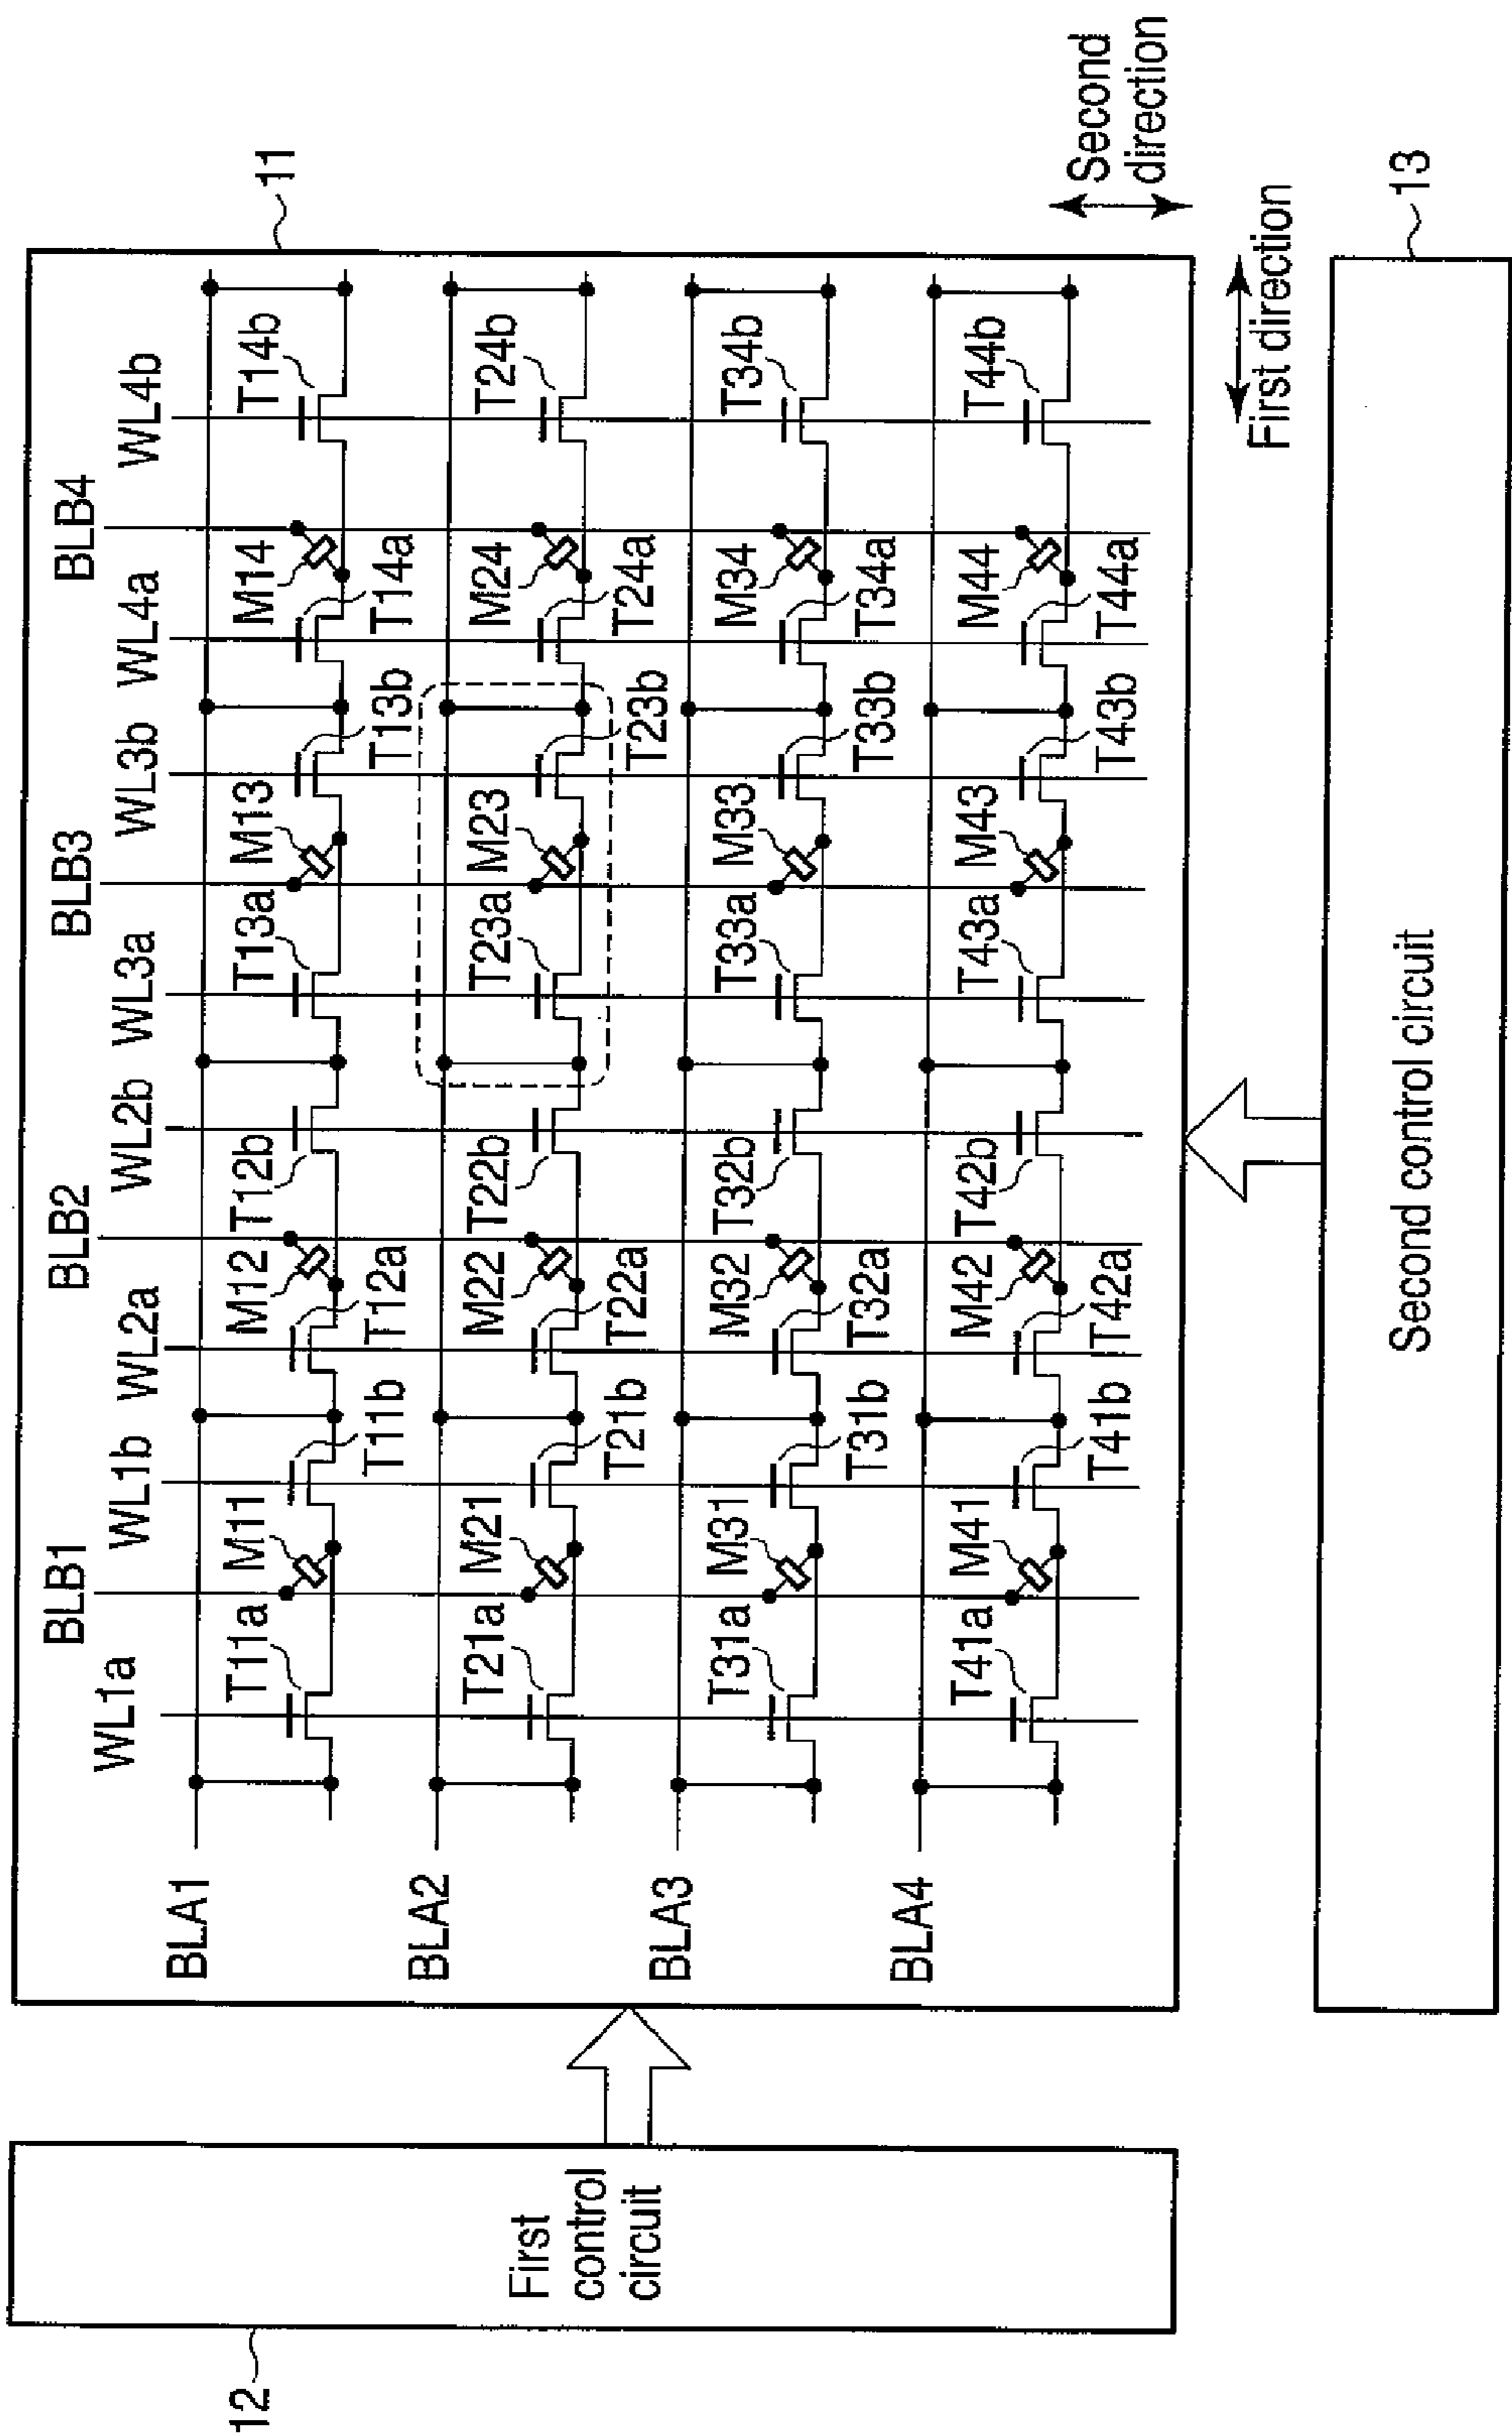 11
BLB1
BLB2
BLB3
BLB4
WL1a
WL1b
WL2a
WL2b
WL3a
WL3b
WL4a
WL4b
BLA1
T11a
M11
T11b
M12
T12a
T12b
T13a
M13
T13b
M14
T14a
T14b
BLA2
T21a
M21
T21b
M22
T22a
T22b
T23a
M23
T23b
M24
T24a
T24b
BLA3
T31a
M31
T31b
M32
T32a
T32b
T33a
M33
T33b
M34
T34a
T34b
BLA4
T41a
M41
T41b
M42
T42a
T42b
T43a
M43
T43b
M44
T44a
T44b
12
First
control
circuit
Second
direction
First direction
13
Second control circuit